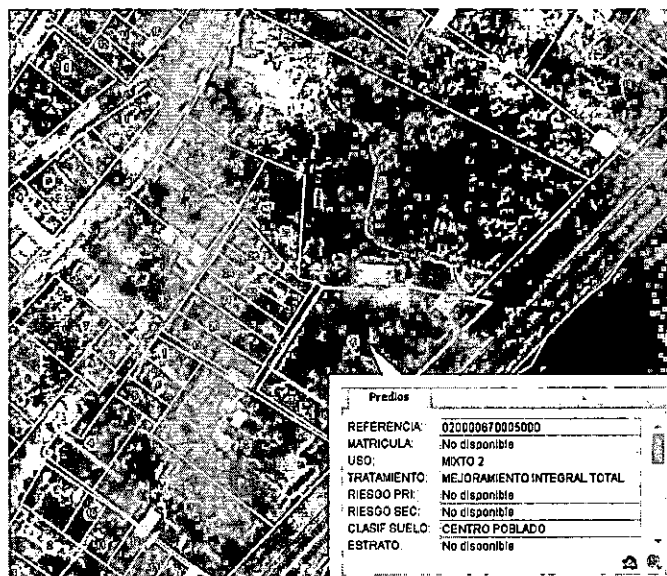 Predios
REFERENCIA: 020000670005000
MATRICULA: No disponible
USO: MIXTO 2
TRATAMIENTO: MEJORAMIENTO INTEGRAL TOTAL
RIESGO PRI: No disponible
RIESGO SEC: No disponible
CLASIF SUELO: CENTRO POBLADO
ESTRATO: No disponible